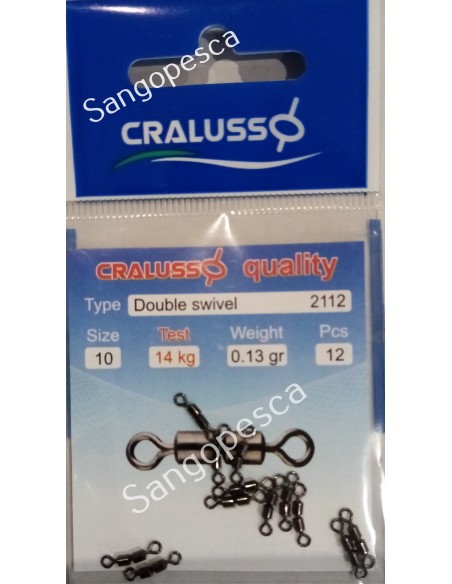 Sangopesca
CRALUSSO
CRALUSSO quality
Type Double swivel 2112
Size Test Weight Pcs
10 14 kg 0.13 gr 12
Sangopesca